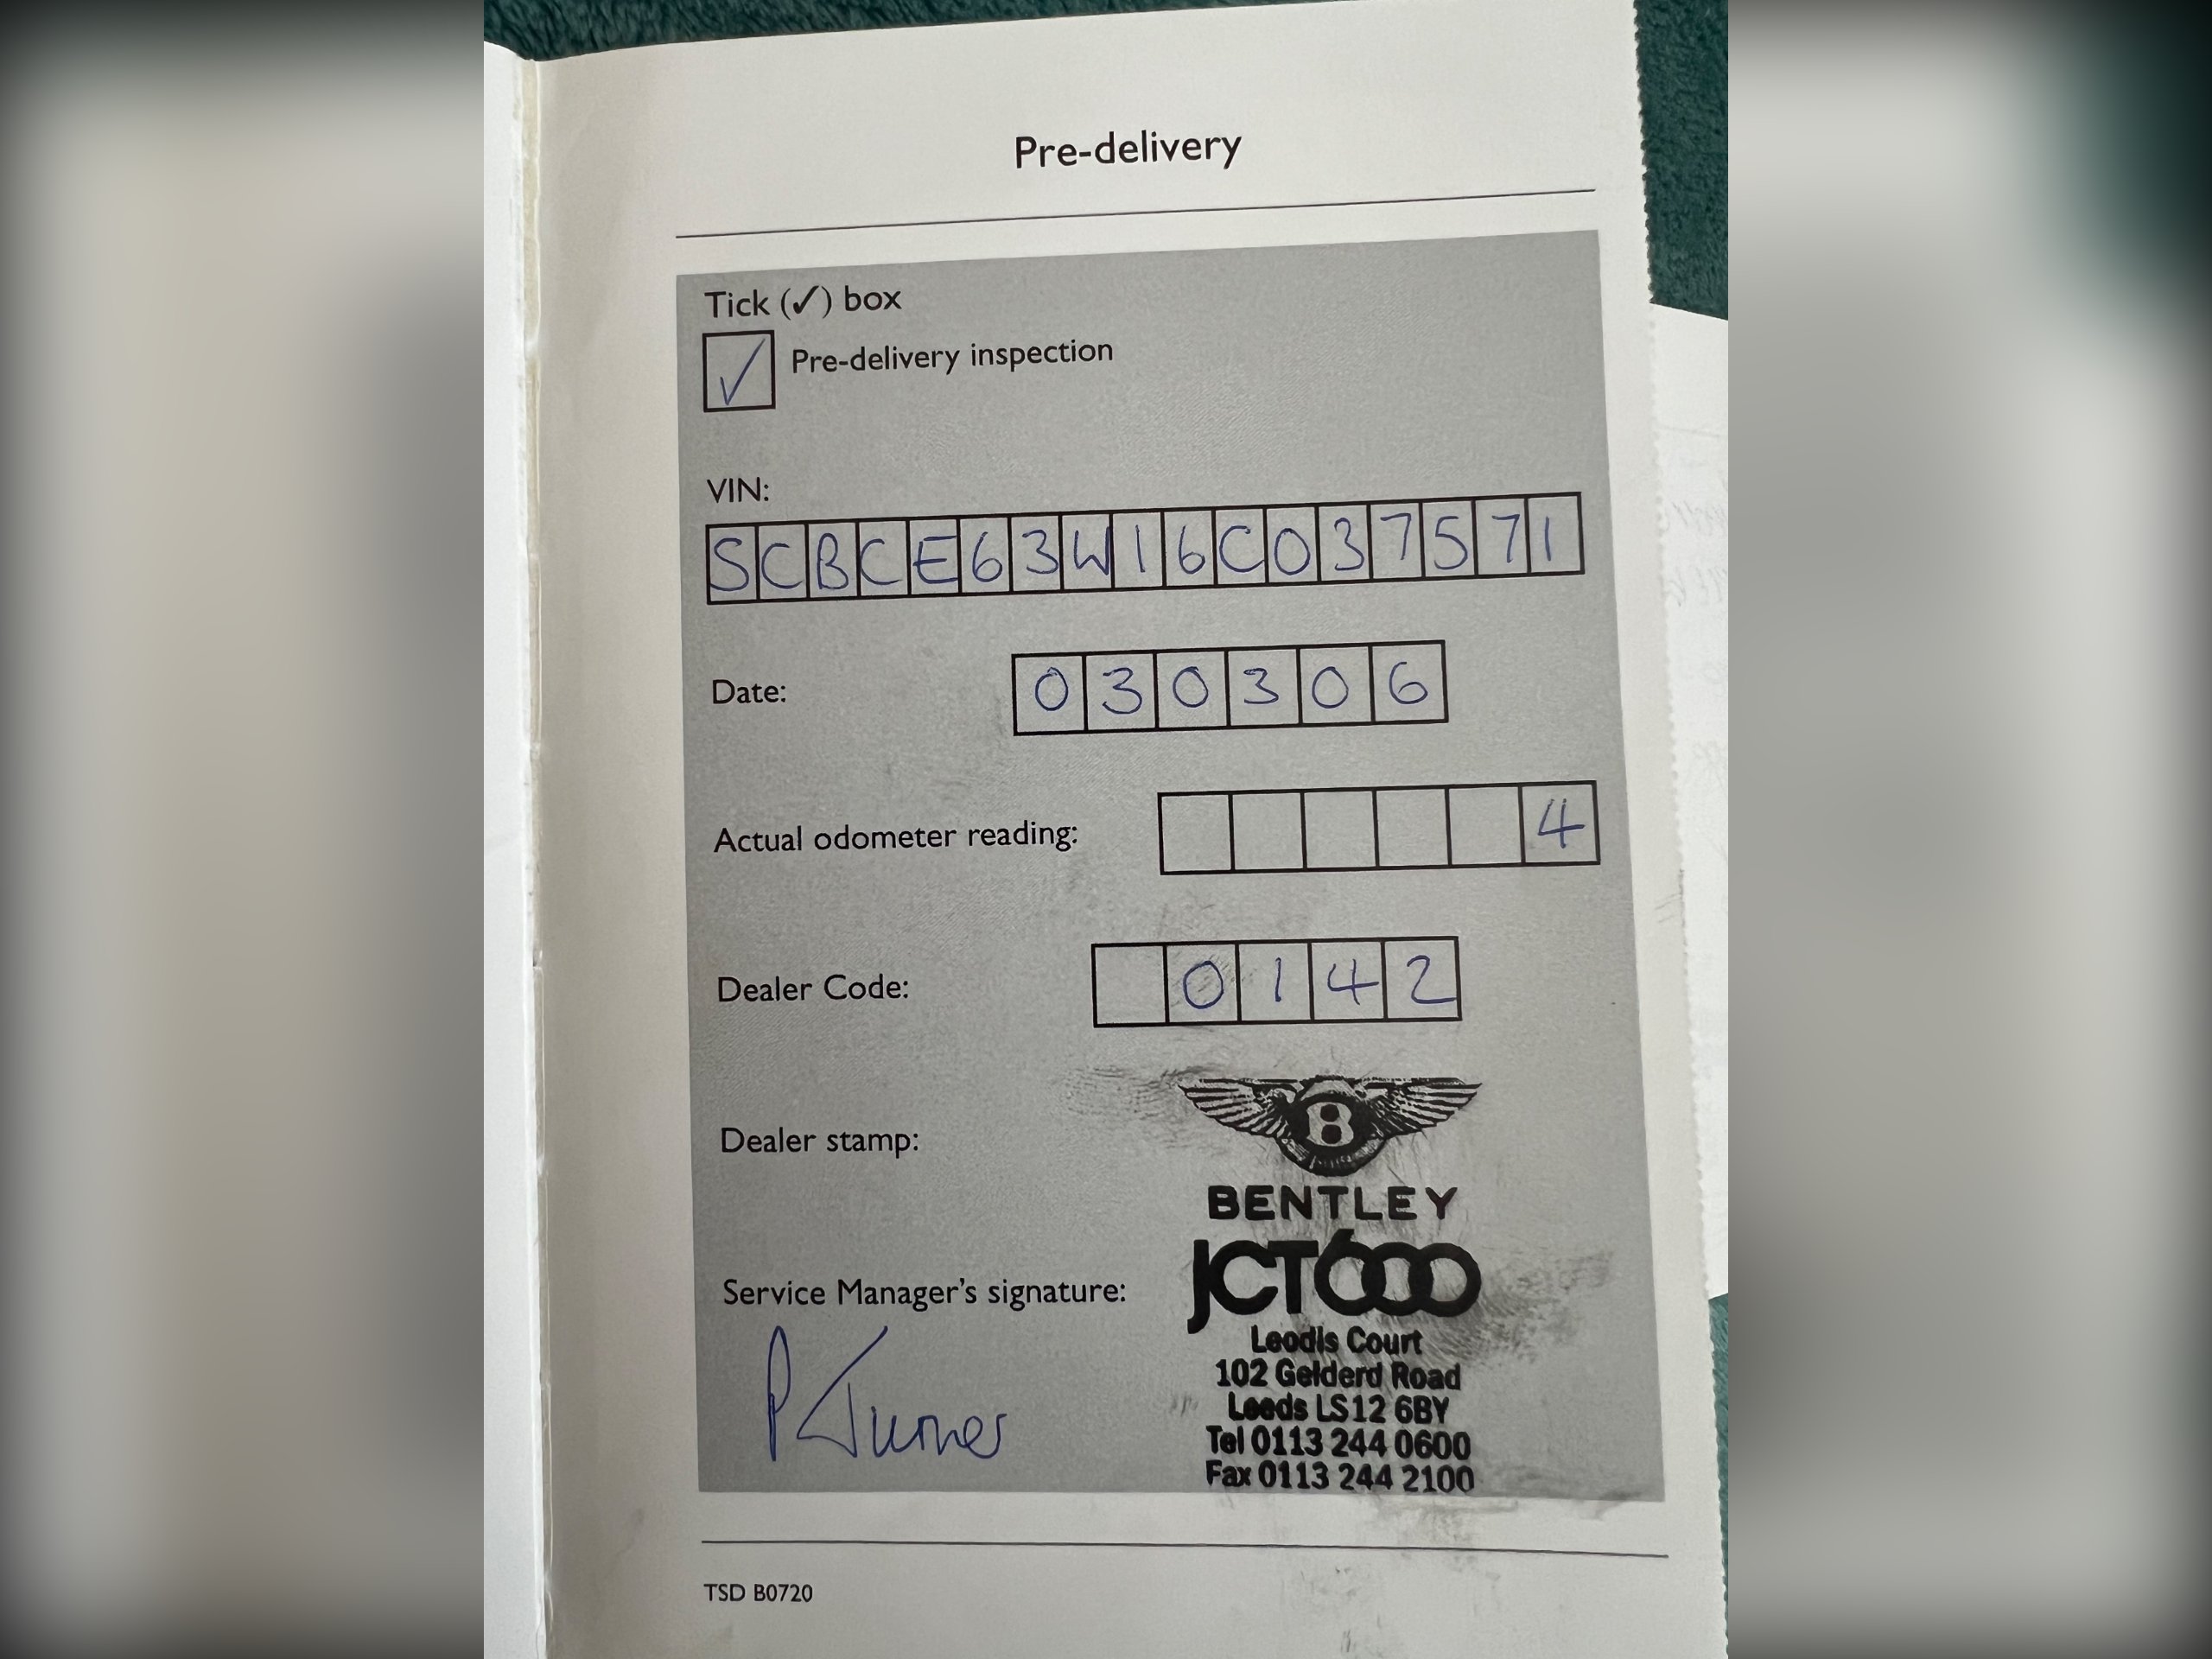 Pre-delivery
Tick (✓) box
✓ Pre-delivery inspection
VIN:
SCBCE63W16C037571
Date: 030306
Actual odometer reading: 4
Dealer Code: 0142
Dealer stamp:
B
BENTLEY
JCT600
Leodis Court
102 Gelderd Road
Leeds LS12 6BY
Tel 0113 244 0600
Fax 0113 244 2100
Service Manager's signature:
P Turner
TSD B0720